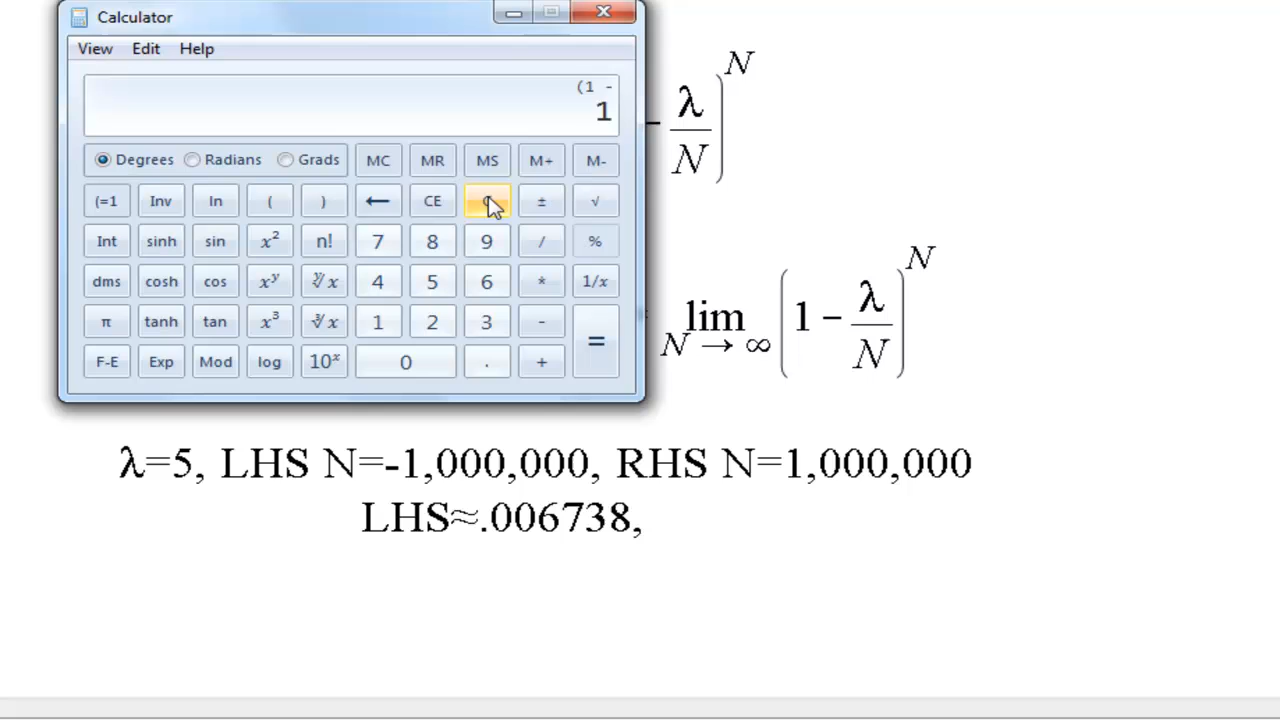 Calculator
View Edit Help
(1 -
1
Degrees Radians Grads MC MR MS M+ M-
(=1 Inv ln ( ) ← CE C ± √
Int sinh sin x² n! 7 8 9 / %
dms cosh cos xʸ ʸ√x 4 5 6 * 1/x
π tanh tan x³ ³√x 1 2 3 - =
F-E Exp Mod log 10ˣ 0 . +
- λ/N)^N
lim N → ∞ (1 - λ/N)^N
λ=5, LHS N=-1,000,000, RHS N=1,000,000
LHS≈.006738,